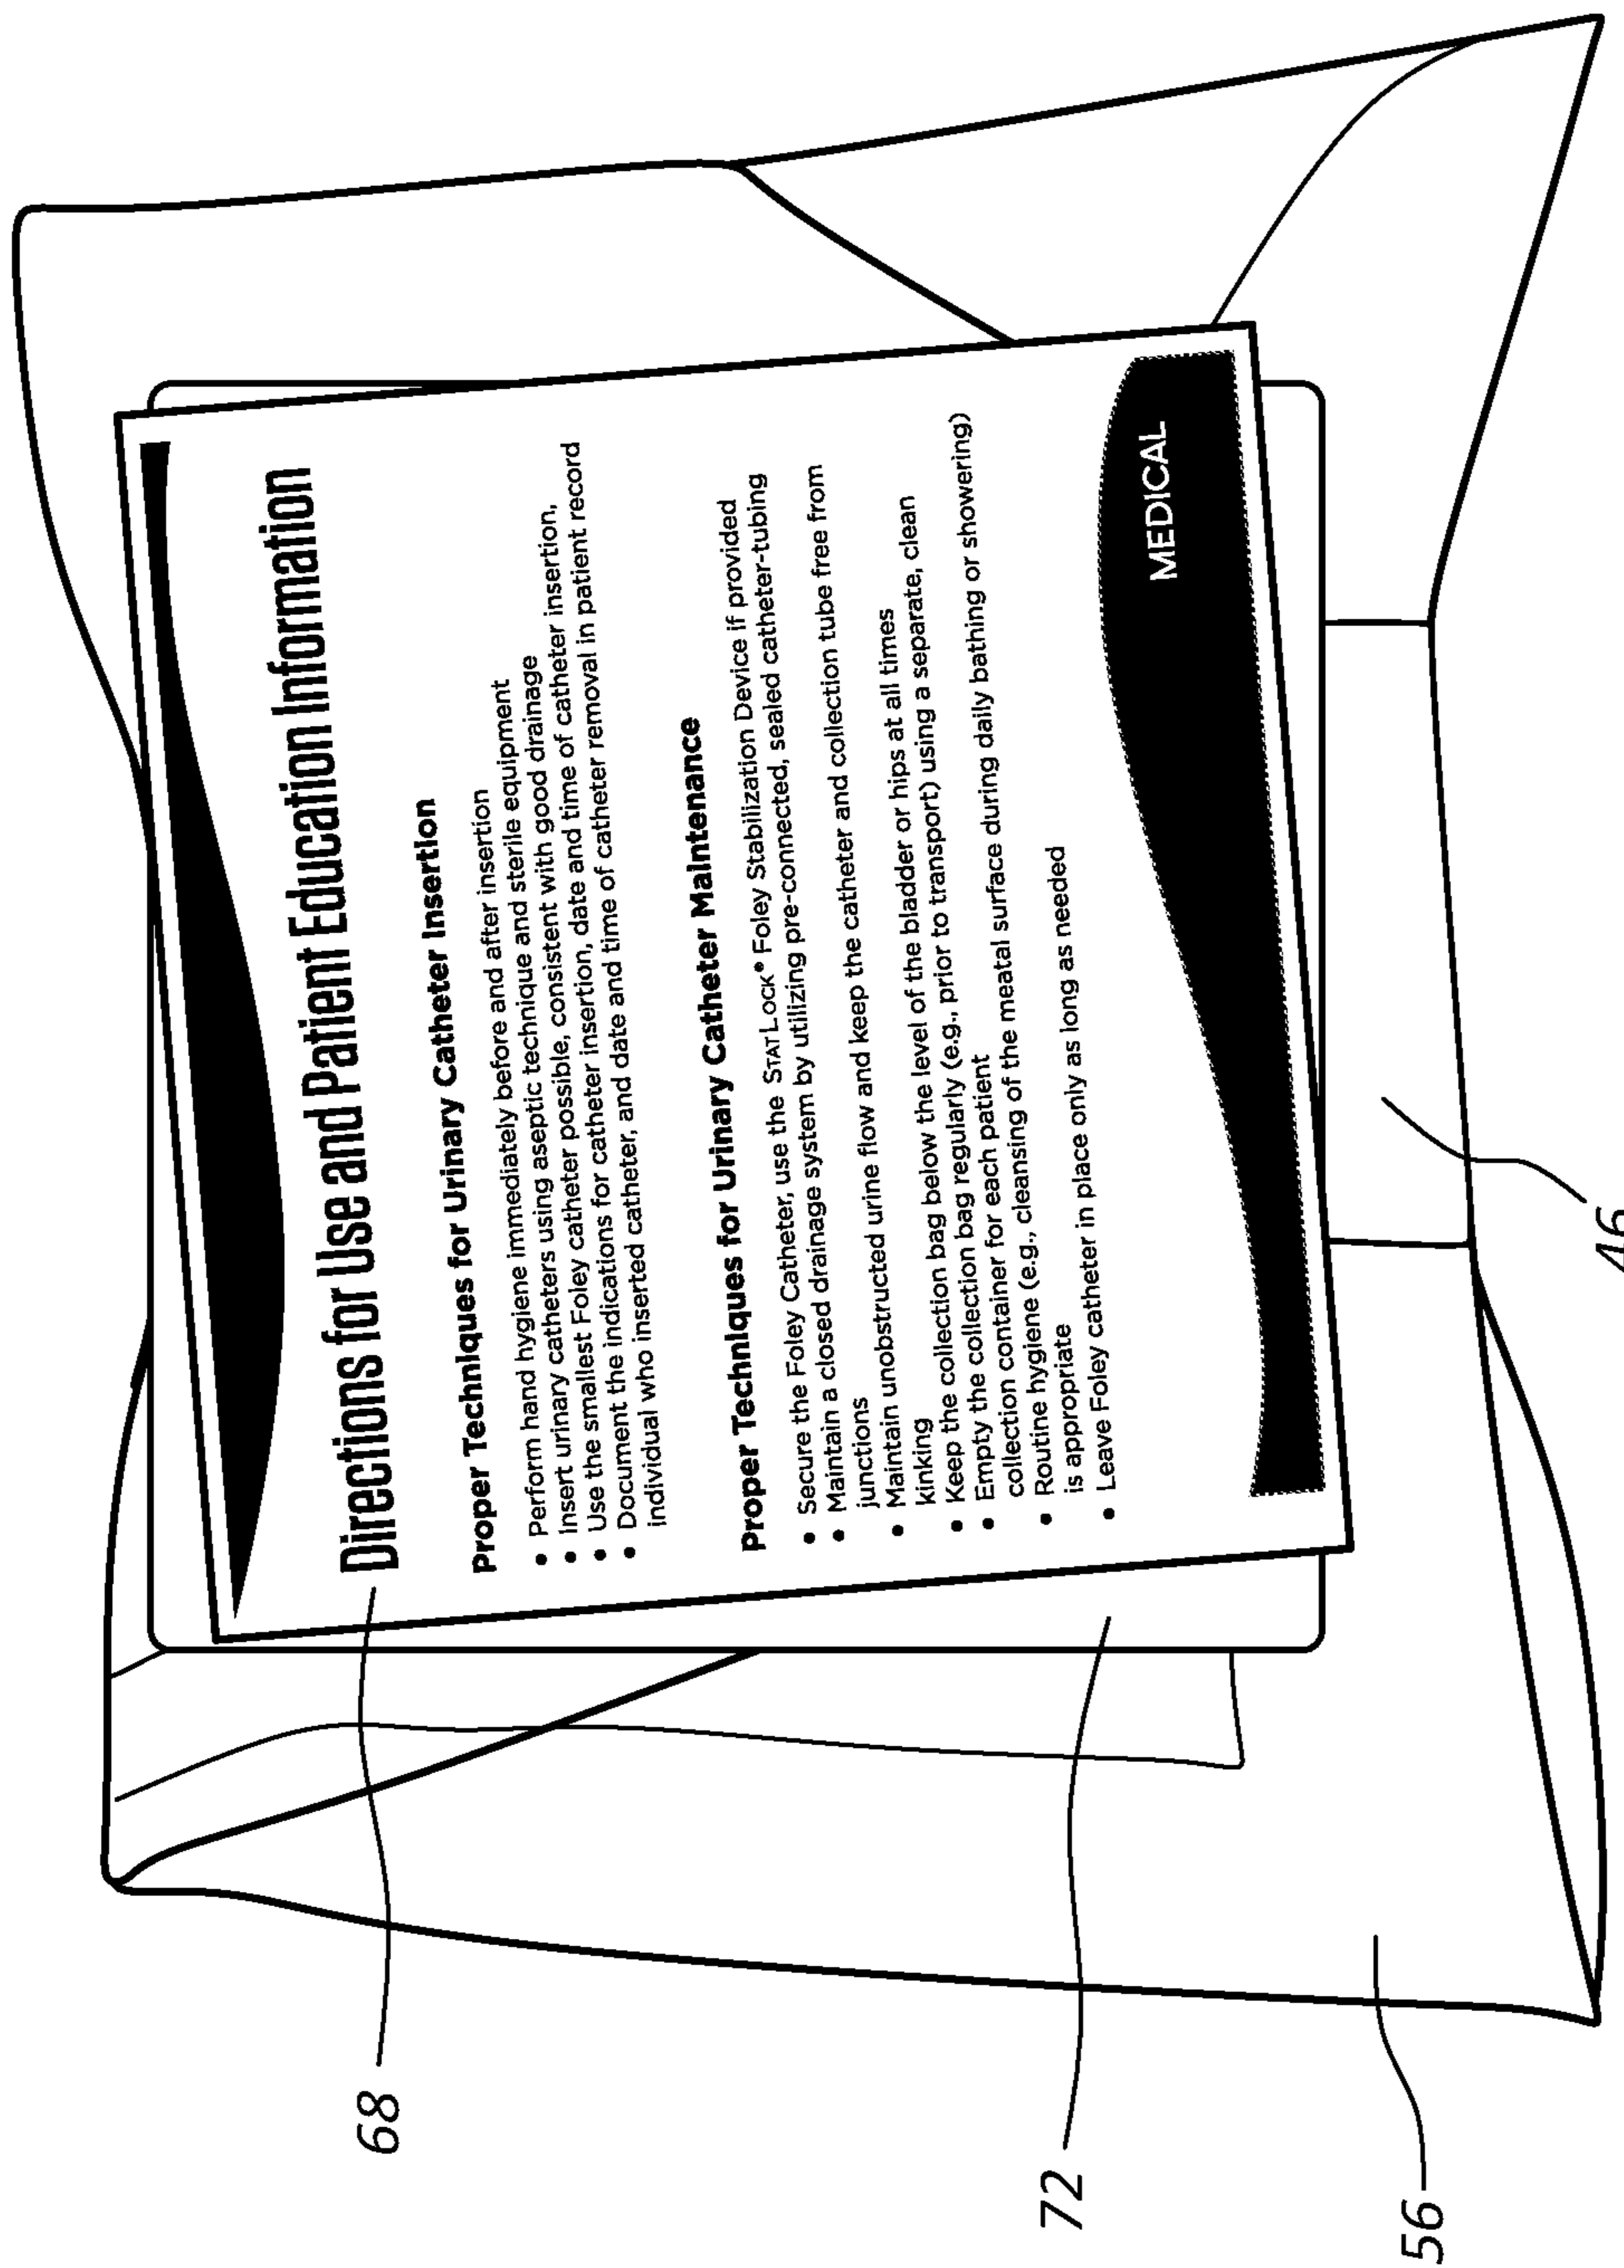 Directions for Use and Patient Education Information
Proper Techniques for Urinary Catheter Insertion
• Perform hand hygiene immediately before and after insertion
• Insert urinary catheters using aseptic technique and sterile equipment
• Use the smallest Foley catheter possible, consistent with good drainage
• Document the indications for catheter insertion, date and time of catheter insertion,
individual who inserted catheter, and date and time of catheter removal in patient record
Proper Techniques for Urinary Catheter Maintenance
• Secure the Foley Catheter, use the STATLOCK® Foley Stabilization Device if provided
• Maintain a closed drainage system by utilizing pre-connected, sealed catheter-tubing
junctions
• Maintain unobstructed urine flow and keep the catheter and collection tube free from
kinking
• Keep the collection bag below the level of the bladder or hips at all times
• Empty the collection bag regularly (e.g., prior to transport) using a separate, clean
collection container for each patient
• Routine hygiene (e.g., cleansing of the meatal surface during daily bathing or showering)
is appropriate
• Leave Foley catheter in place only as long as needed
MEDICAL
68
72
56
46